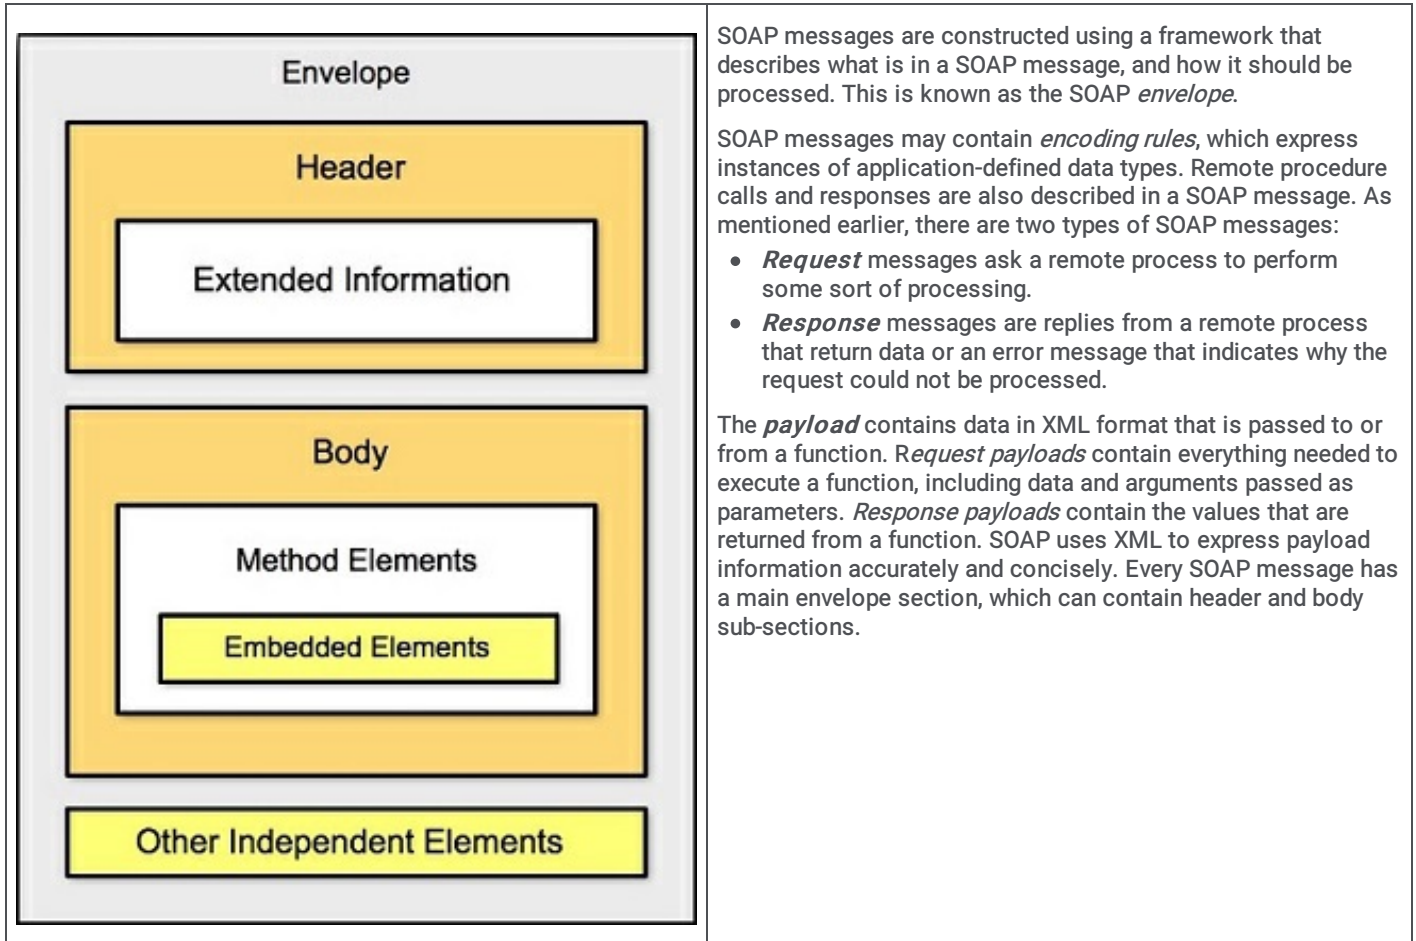 Envelope
Header
Extended Information
Body
Method Elements
Embedded Elements
Other Independent Elements
SOAP messages are constructed using a framework that
describes what is in a SOAP message, and how it should be
processed. This is known as the SOAP envelope.
SOAP messages may contain encoding rules, which express
instances of application-defined data types. Remote procedure
calls and responses are also described in a SOAP message. As
mentioned earlier, there are two types of SOAP messages:
• Request messages ask a remote process to perform
some sort of processing.
• Response messages are replies from a remote process
that return data or an error message that indicates why the
request could not be processed.
The payload contains data in XML format that is passed to or
from a function. Request payloads contain everything needed to
execute a function, including data and arguments passed as
parameters. Response payloads contain the values that are
returned from a function. SOAP uses XML to express payload
information accurately and concisely. Every SOAP message has
a main envelope section, which can contain header and body
sub-sections.